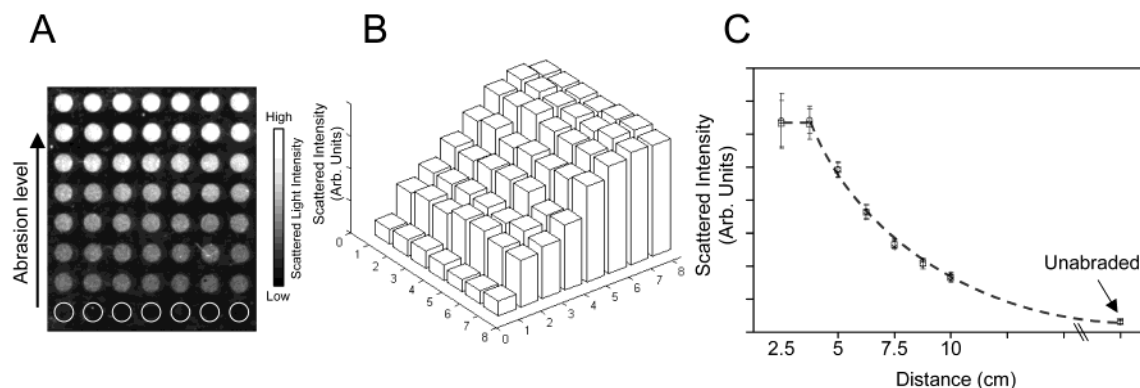 A
Abrasion level
High
Scattered Light Intensity
Low
B
Scattered Intensity
(Arb. Units)
0
1
2
3
4
5
6
7
8
0
1
2
3
4
5
6
7
8
C
Scattered Intensity
(Arb. Units)
Unabraded
2.5 5 7.5 10
Distance (cm)